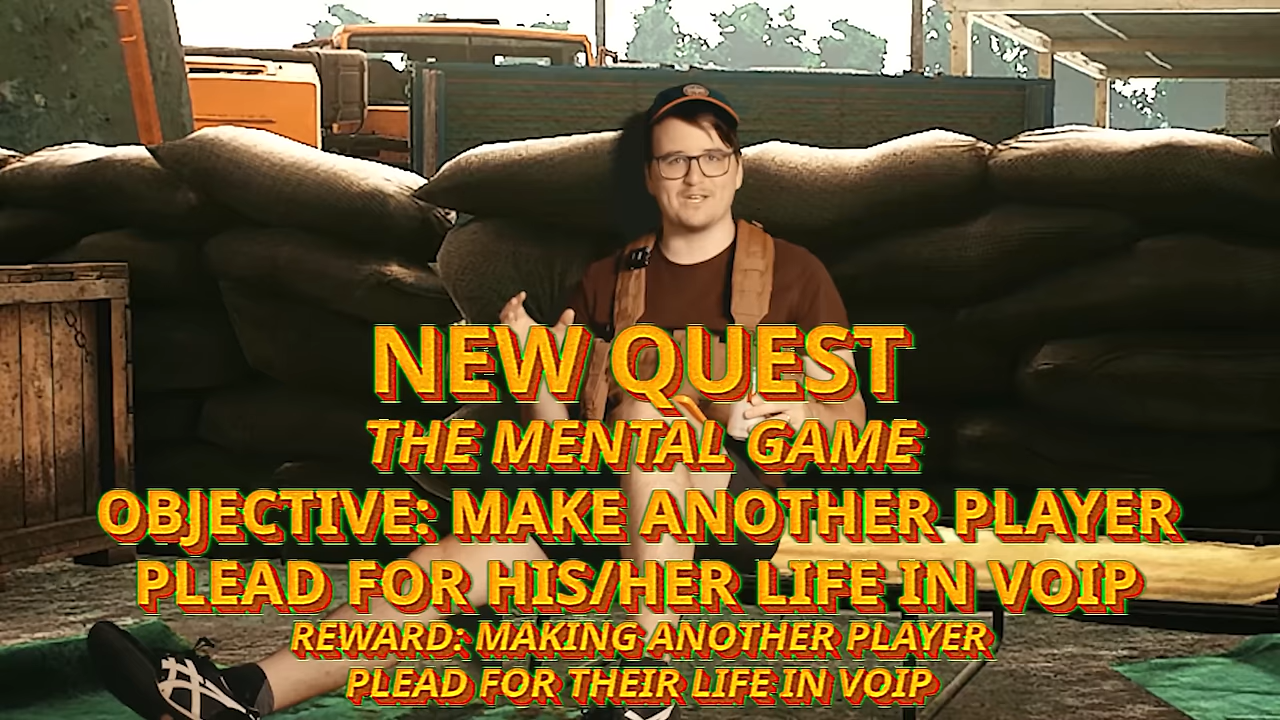 NEW QUEST
THE MENTAL GAME
OBJECTIVE: MAKE ANOTHER PLAYER
PLEAD FOR HIS/HER LIFE IN VOIP
REWARD: MAKING ANOTHER PLAYER
PLEAD FOR THEIR LIFE IN VOIP